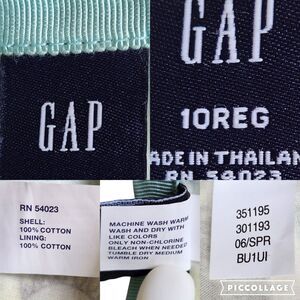 GAP
GAP
10REG
ADE IN THAILAN
RN 54023
RN 54023
SHELL:
100% COTTON
LINING:
100% COTTON
MACHINE WASH WARM
WASH AND DRY WITH
LIKE COLORS
ONLY NON-CHLORINE
BLEACH WHEN NEEDED
TUMBLE DRY MEDIUM
WARM IRON
351195
301193
06/SPR
BU1UI
PICCOLLAGE